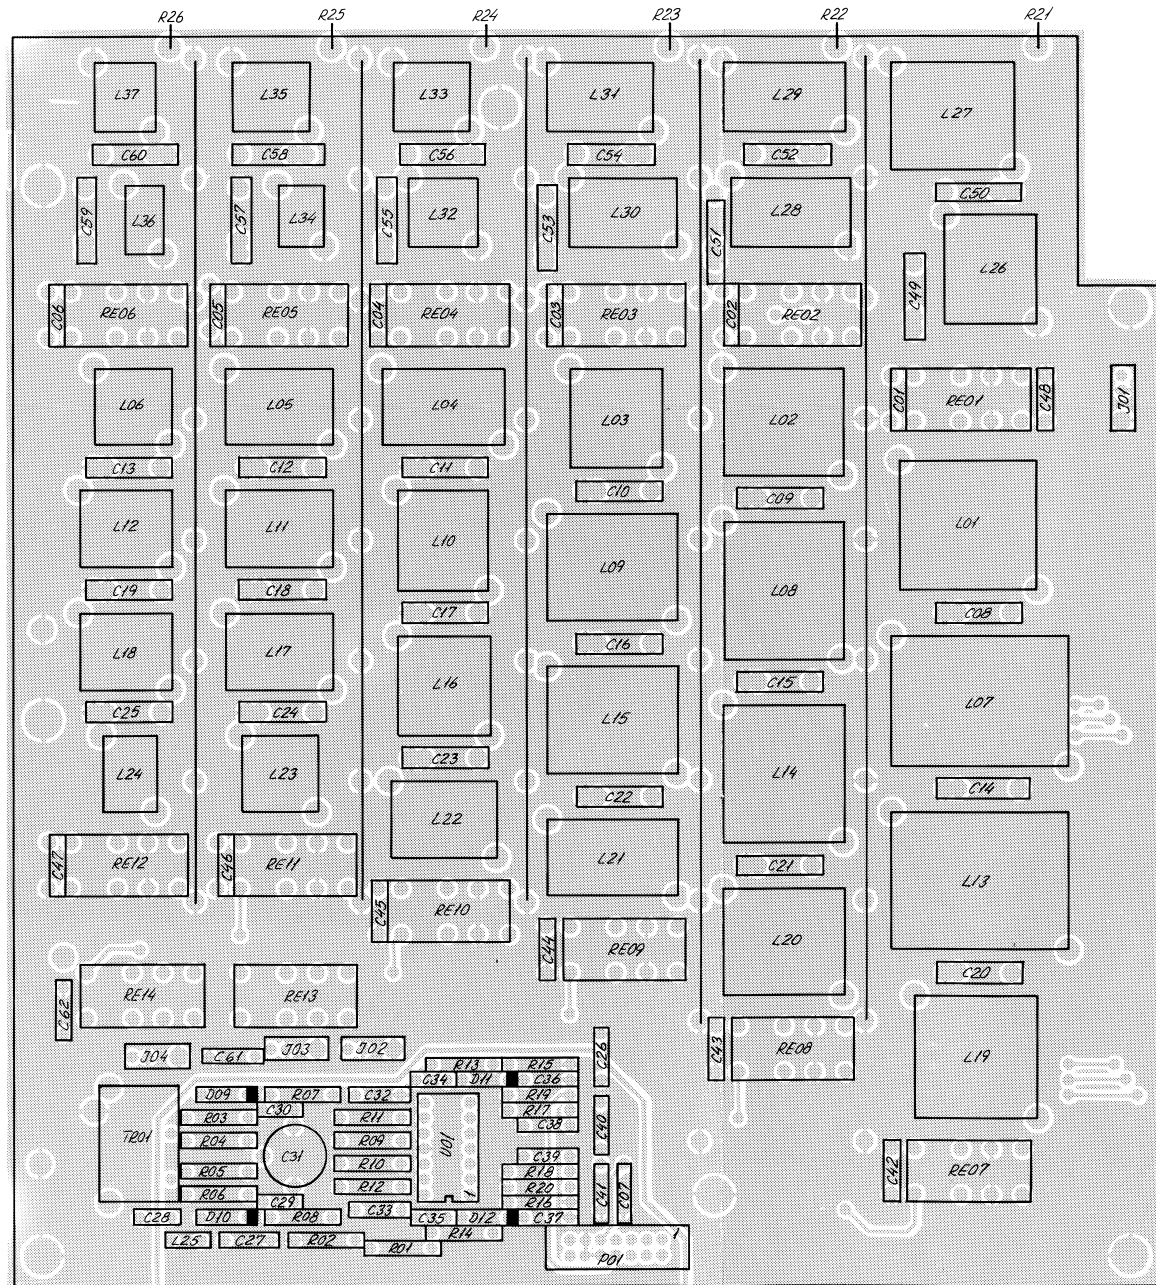 R26 R25 R24 R23 R22 R21
L37 L35 L33 L31 L29 L27
C60 C58 C56 C54 C52 C50
C59 L36 C57 L34 C55 L32 C53 L30 C51 L28
C49 L26
C06 RE06 C05 RE05 C04 RE04 C03 RE03 C02 RE02
C01 RE01 C48 J01
L06 L05 L04 L03 L02
C13 C12 C11 C10 C09
L12 L11 L10 L09 L08 L01
C19 C18 C17 C16 C08
L18 L17 L16 L15 C15 L07
C25 C24 C23 C22 C14
L24 L23 L22 L14
C47 RE12 C46 RE11 C45 RE10 L21 C21 L13
C44 RE09 L20 C20
C62 RE14 RE13
C43 RE08 L19
J04 C61 J03 J02
R13 R15 C26
C34 D11 C36
D09 R07 C32 R19
C30 R17
R03 R11 C38 C40
TR01 R04 C31 R09 U01
R05 R10 C39
R18
R06 R12 R20 C41 C07
C29 R16
C28 D10 R08 C33 C35 D12 C37
L25 C27 R02 R01 R14
1
1
P01
C42 RE07